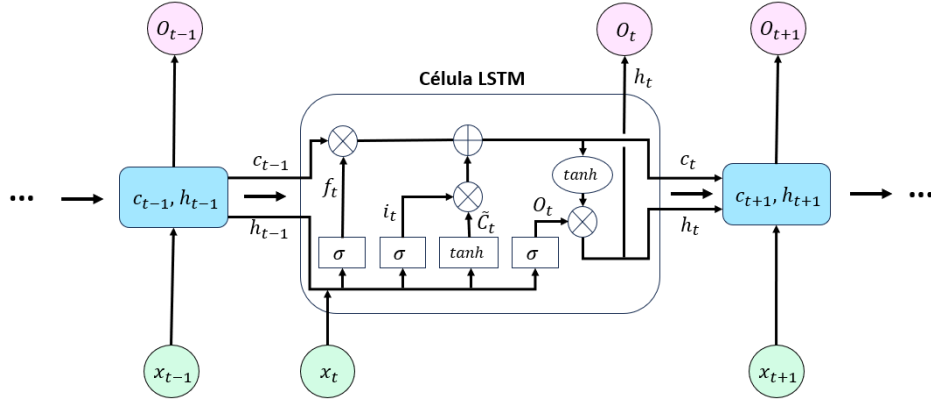 O_{t−1}
O_t
O_{t+1}
Célula LSTM
h_t
c_{t−1}
f_t
i_t
C̃_t
O_t
tanh
c_t
... c_{t−1}, h_{t−1}
c_{t+1}, h_{t+1} ...
h_{t−1}
σ
σ
tanh
σ
h_t
x_{t−1}
x_t
x_{t+1}